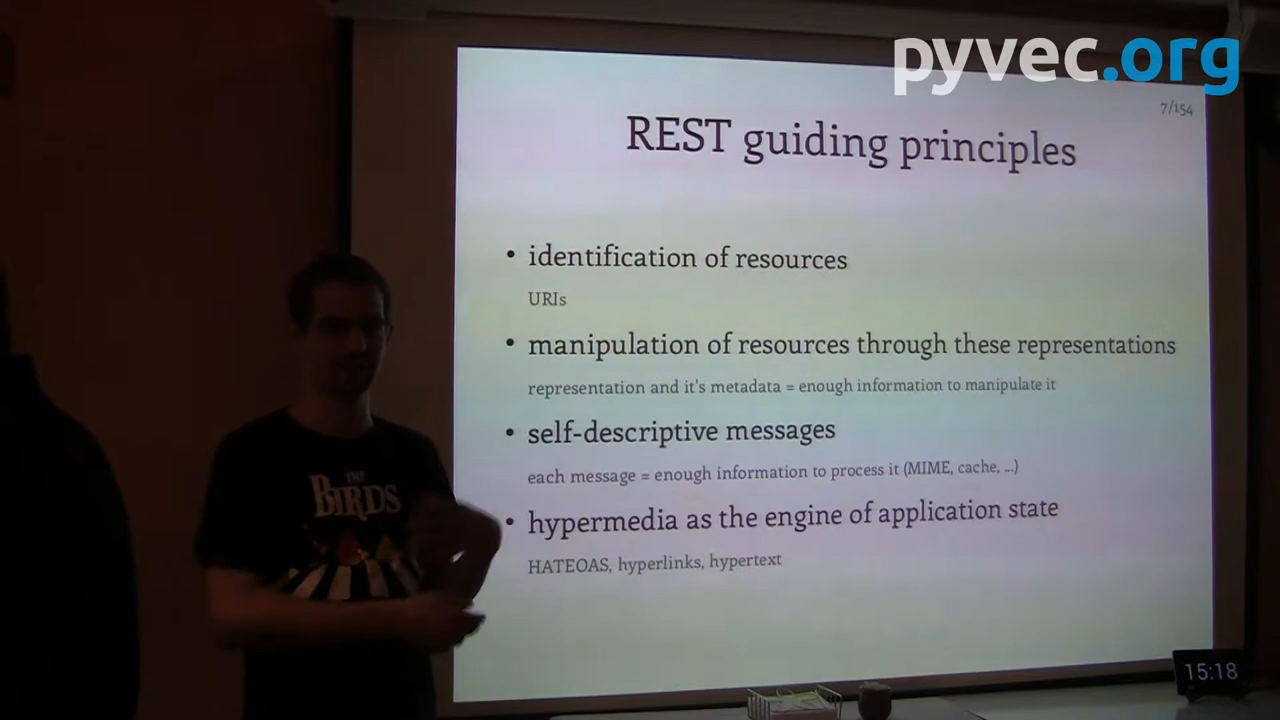 pyvec.org
7/154
REST guiding principles
• identification of resources
URIs
• manipulation of resources through these representations
representation and it's metadata = enough information to manipulate it
• self-descriptive messages
each message = enough information to process it (MIME, cache, ...)
• hypermedia as the engine of application state
HATEOAS, hyperlinks, hypertext
THE
BIRDS
15:18